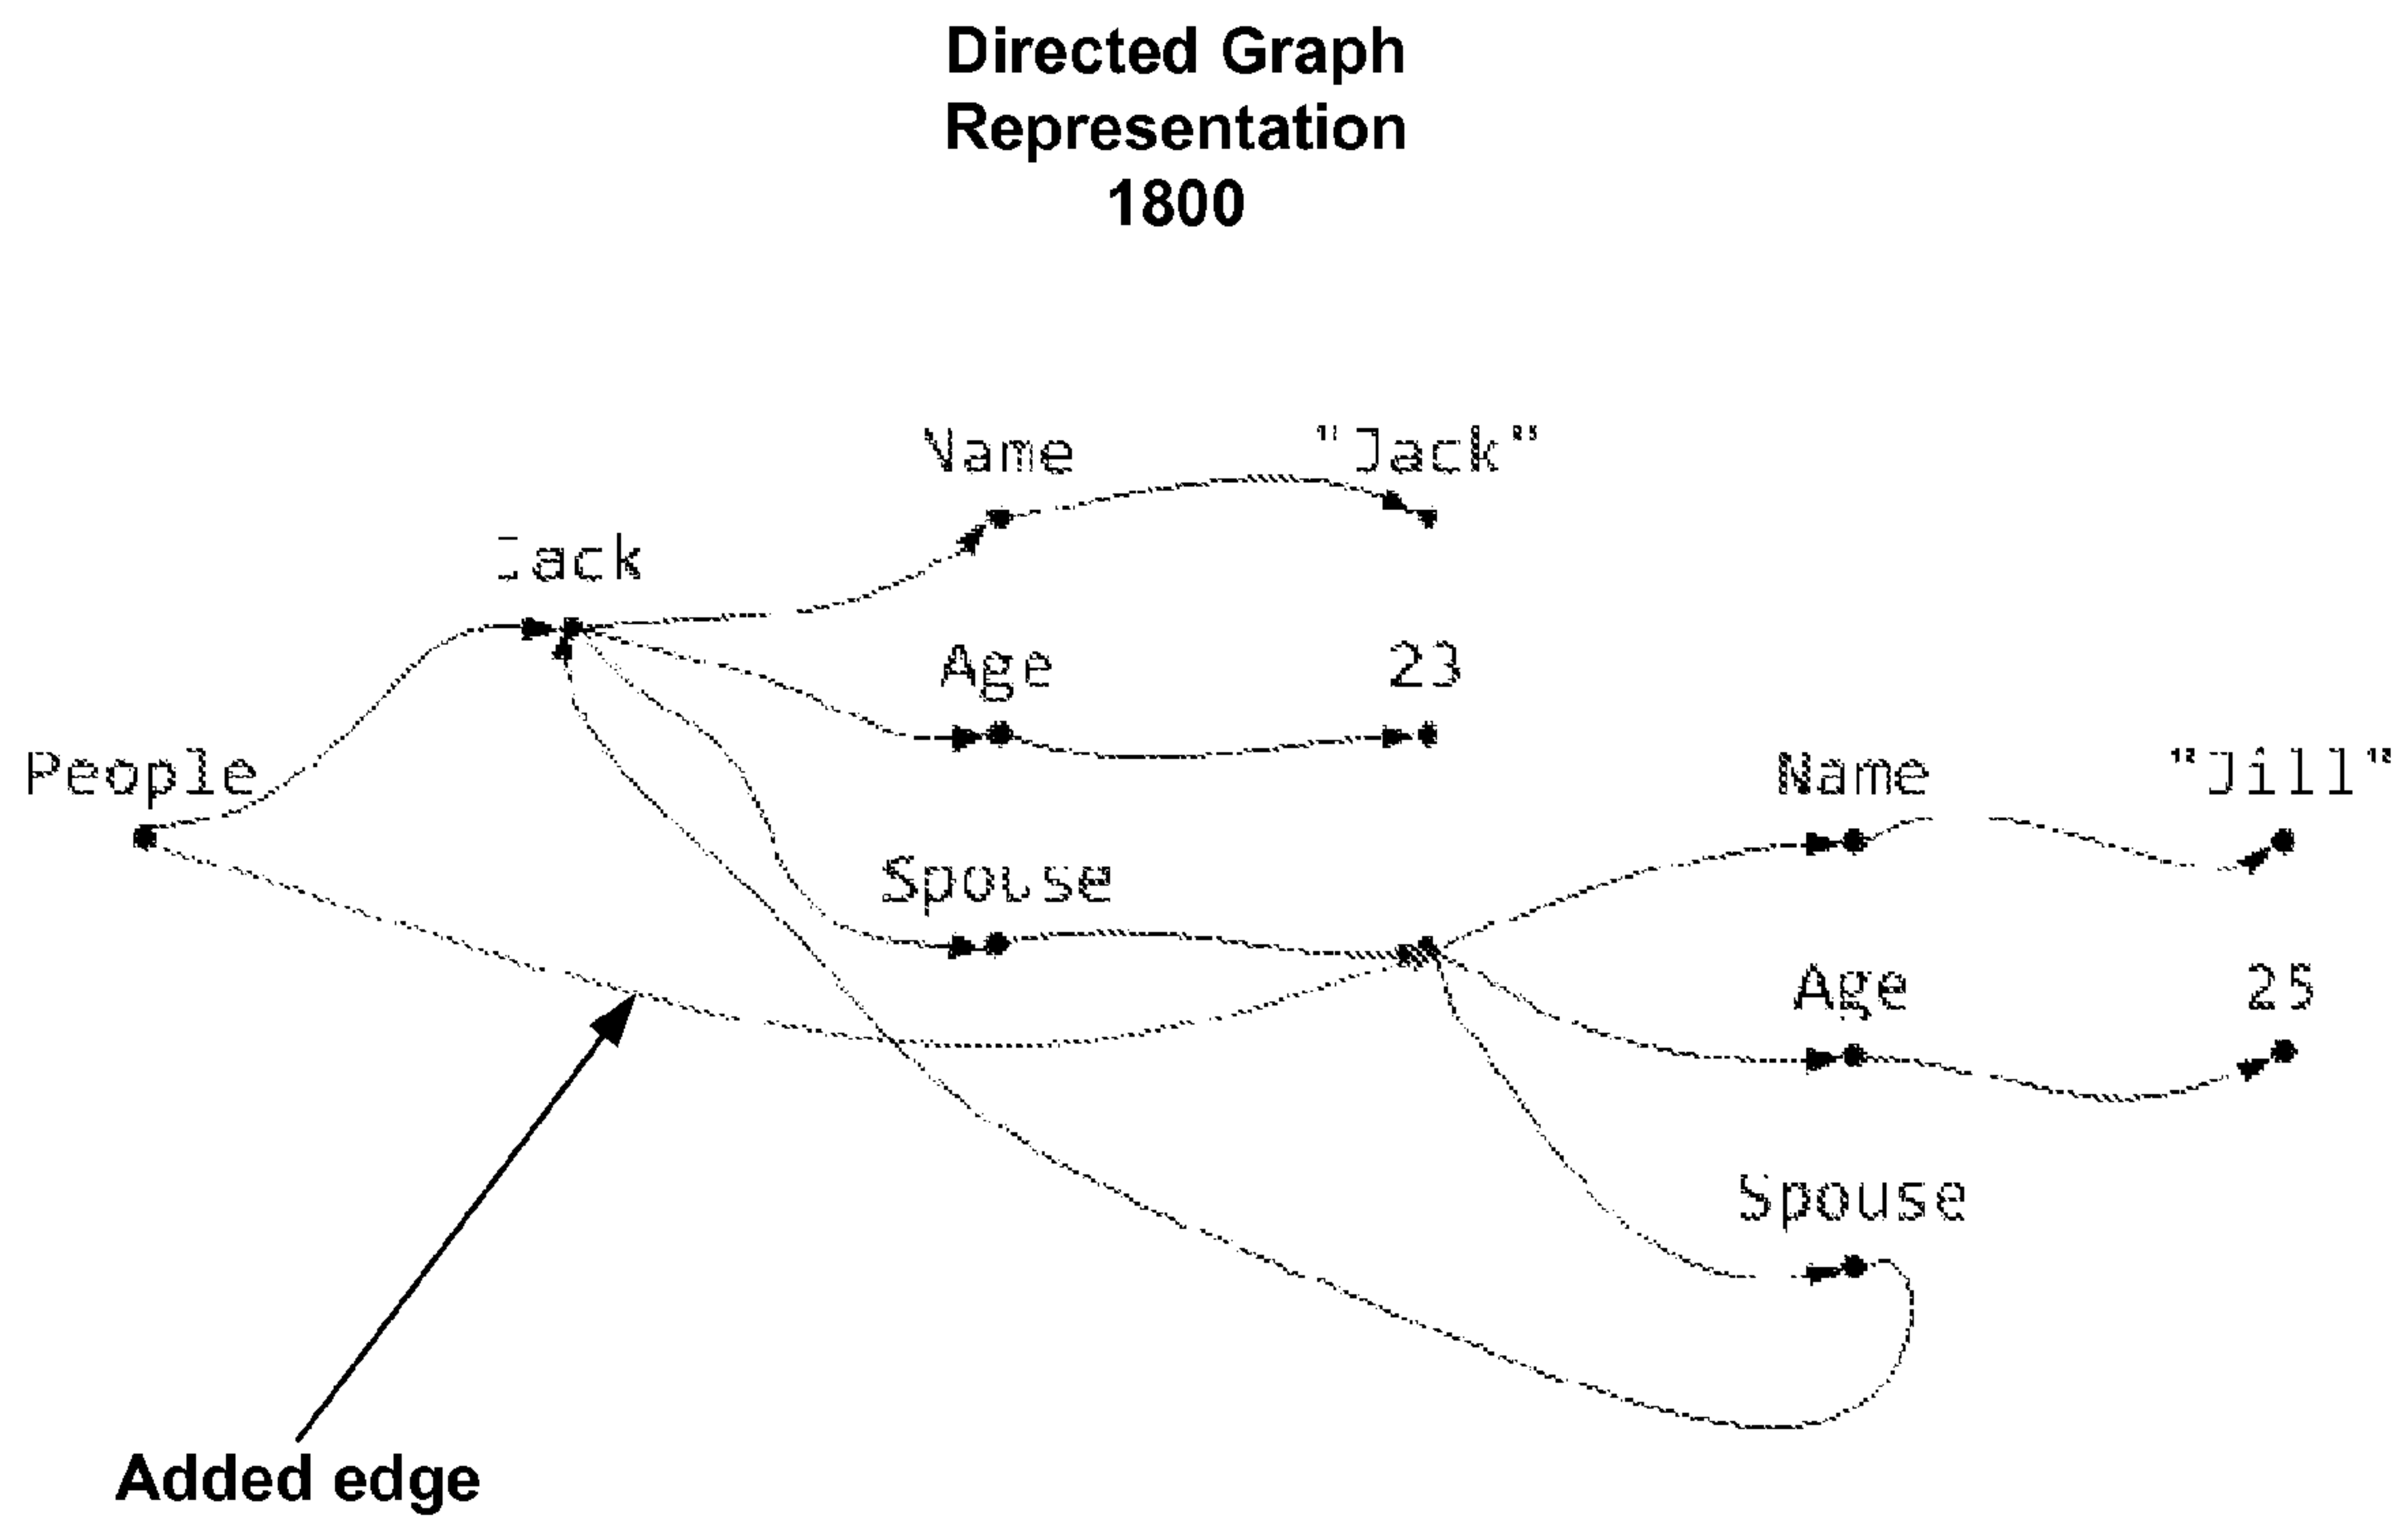 Directed Graph
Representation
1800
Name "Jack"
Jack
Age 23
People
Name "Jill"
Spouse
Age 25
Spouse
Added edge